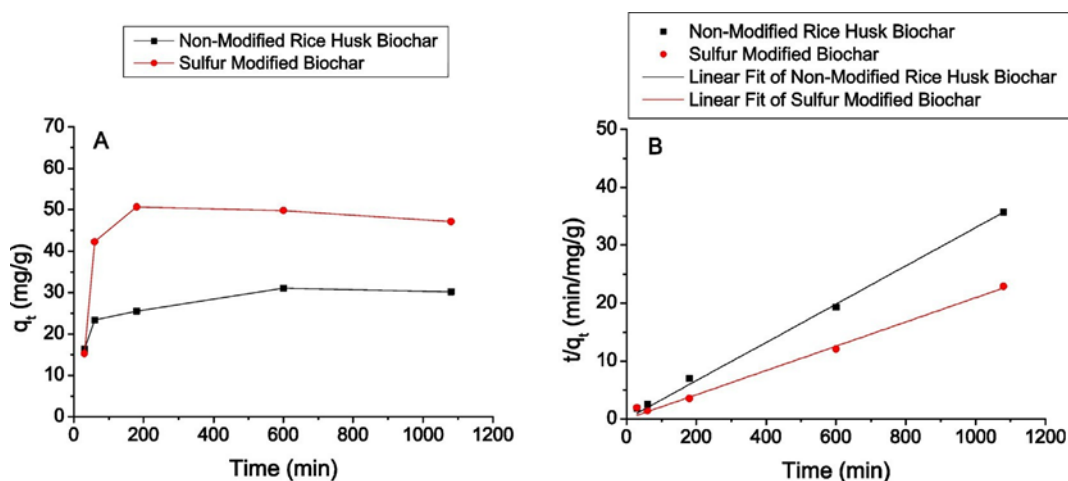 Non-Modified Rice Husk Biochar
Sulfur Modified Biochar
A
70
60
50
40
30
20
10
0
q_t (mg/g)
0 200 400 600 800 1000 1200
Time (min)
Non-Modified Rice Husk Biochar
Sulfur Modified Biochar
Linear Fit of Non-Modified Rice Husk Biochar
Linear Fit of Sulfur Modified Biochar
B
50
40
30
20
10
0
t/q_t (min/mg/g)
0 200 400 600 800 1000 1200
Time (min)